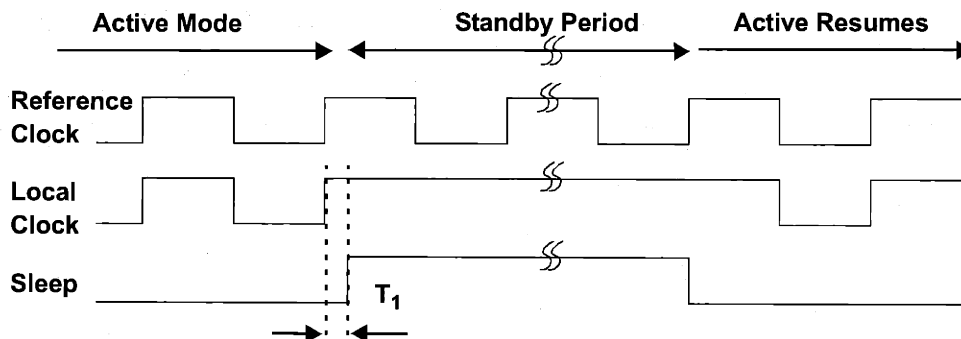 Active Mode
Standby Period
Active Resumes
Reference
Clock
Local
Clock
Sleep
T1